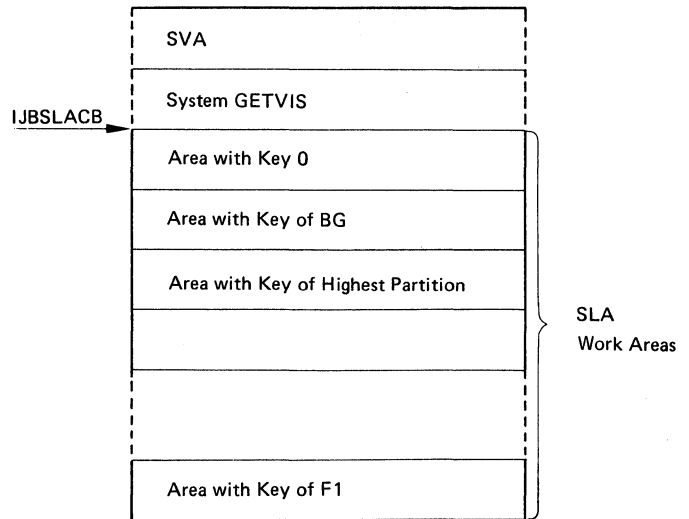 SVA
System GETVIS
IJBSLACB
Area with Key 0
Area with Key of BG
Area with Key of Highest Partition
SLA
Work Areas
Area with Key of F1